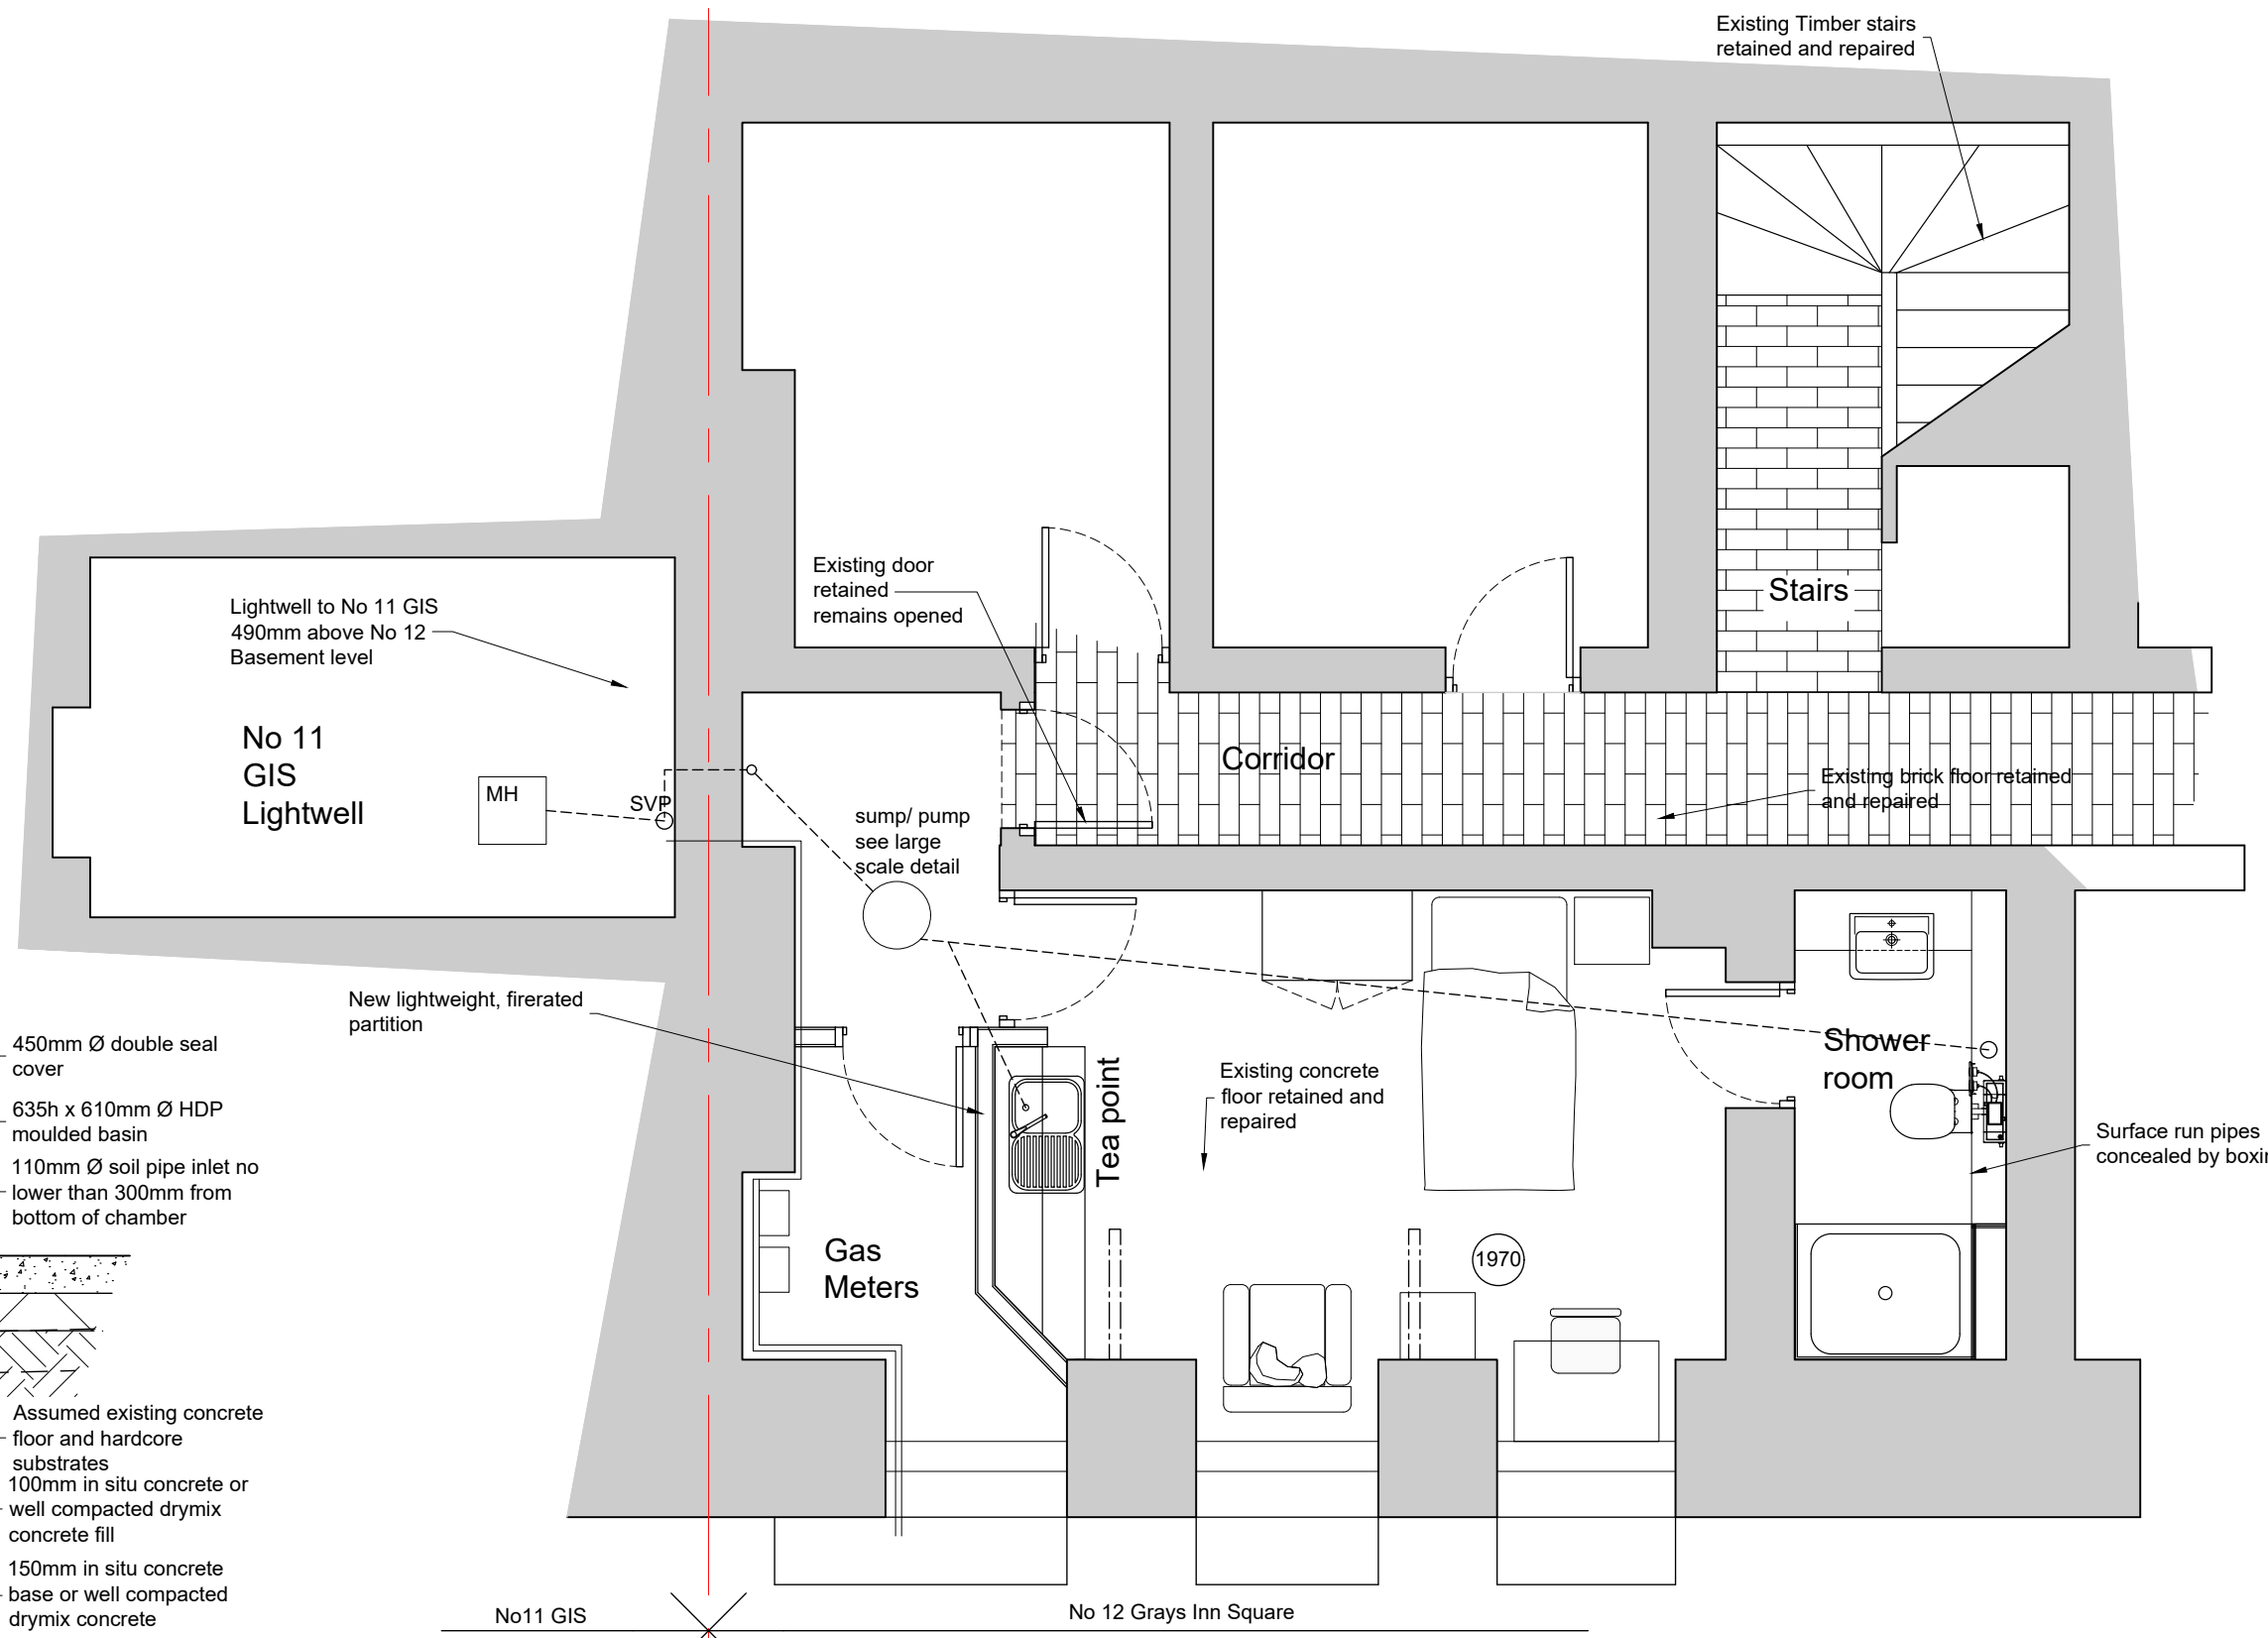 Existing Timber stairs
retained and repaired
Existing door
retained
remains opened
Stairs
Lightwell to No 11 GIS
490mm above No 12
Basement level
No 11
GIS
Lightwell
MH
SVP
Corridor
Existing brick floor retained
and repaired
sump/ pump
see large
scale detail
New lightweight, firerated
partition
Tea point
Existing concrete
floor retained and
repaired
Shower
room
Surface run pipes
concealed by boxin
Gas
Meters
1970
450mm Ø double seal
cover
635h x 610mm Ø HDP
moulded basin
110mm Ø soil pipe inlet no
lower than 300mm from
bottom of chamber
Assumed existing concrete
floor and hardcore
substrates
100mm in situ concrete or
well compacted drymix
concrete fill
150mm in situ concrete
base or well compacted
drymix concrete
No11 GIS
No 12 Grays Inn Square